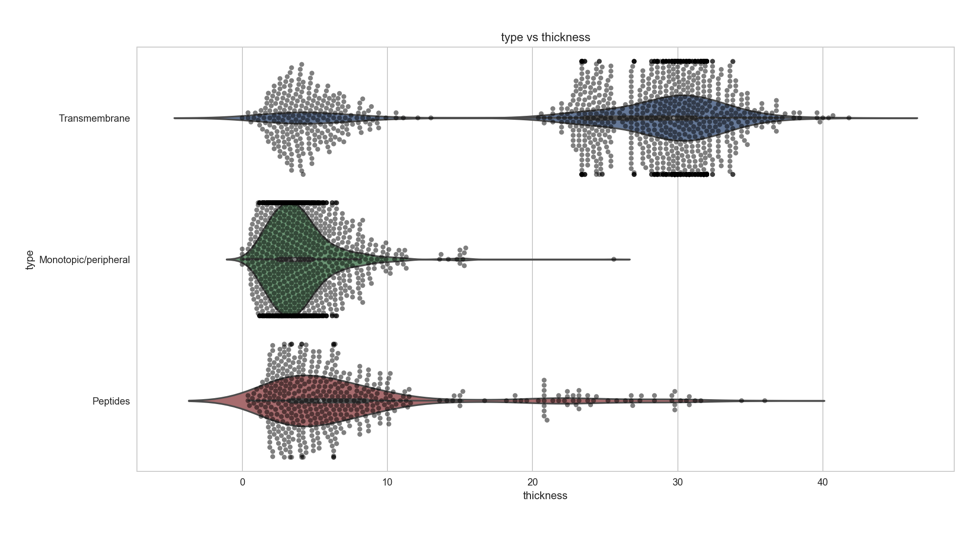 type vs thickness
Transmembrane
Monotopic/peripheral
Peptides
type
0 10 20 30 40
thickness